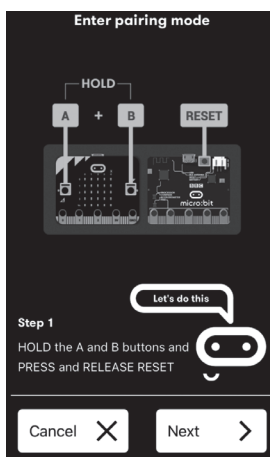 Enter pairing mode
HOLD
A + B RESET
BBC
micro:bit
Let's do this
Step 1
HOLD the A and B buttons and
PRESS and RELEASE RESET
Cancel Next